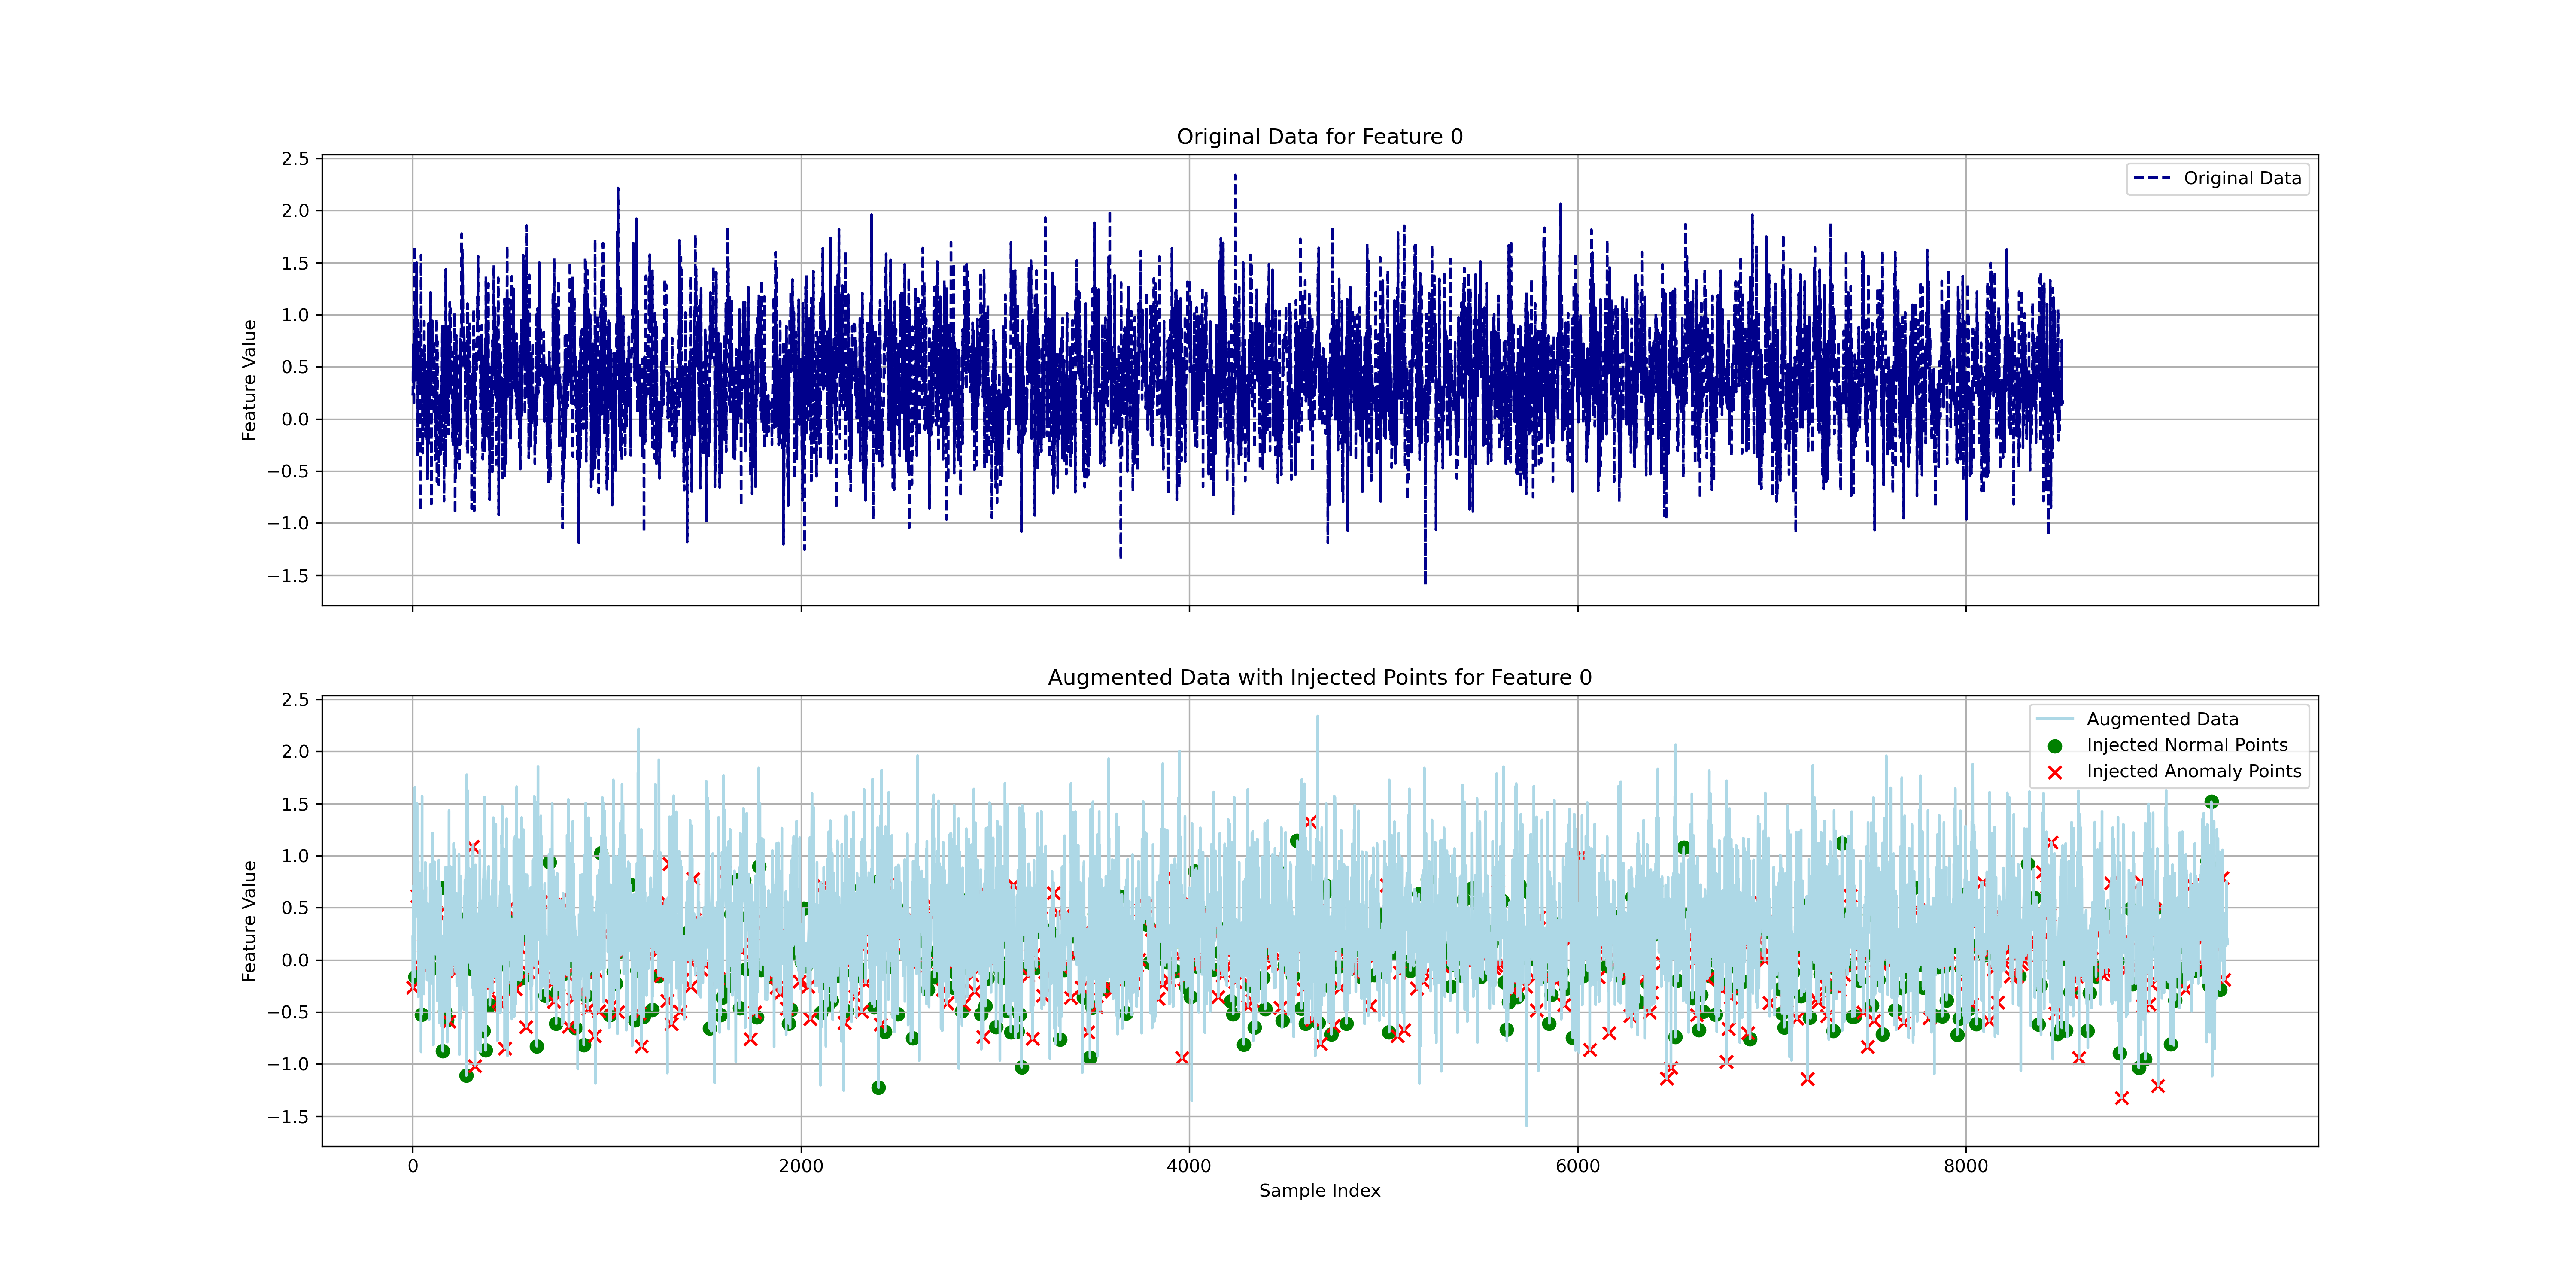 Original Data for Feature 0
2.5
2.0
1.5
1.0
0.5
0.0
−0.5
−1.0
−1.5
Feature Value
Original Data
Augmented Data with Injected Points for Feature 0
2.5
2.0
1.5
1.0
0.5
0.0
−0.5
−1.0
−1.5
Feature Value
Augmented Data
Injected Normal Points
Injected Anomaly Points
0 2000 4000 6000 8000
Sample Index